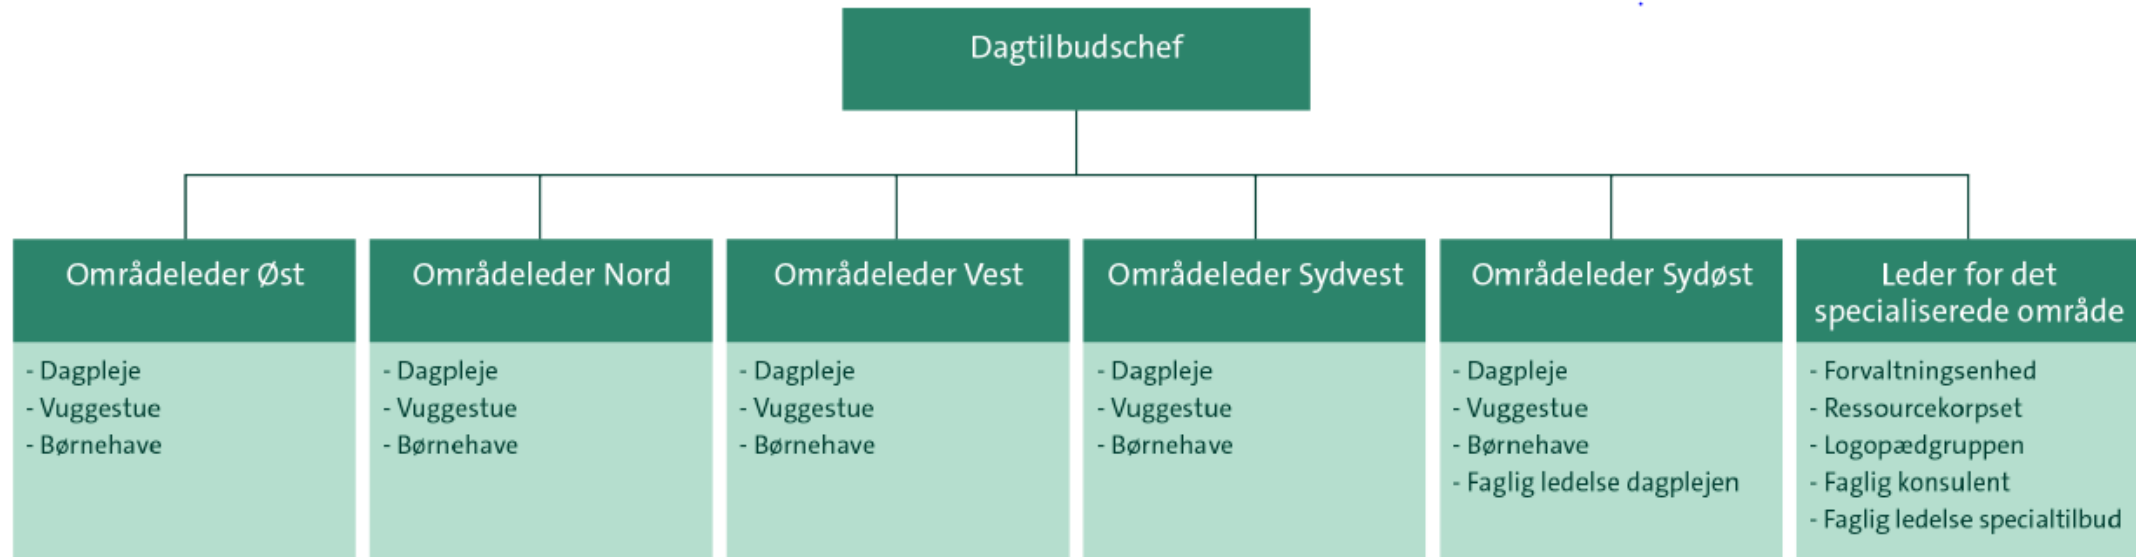 Dagtilbudschef
Områdeleder Øst
- Dagpleje
- Vuggestue
- Børnehave
Områdeleder Nord
- Dagpleje
- Vuggestue
- Børnehave
Områdeleder Vest
- Dagpleje
- Vuggestue
- Børnehave
Områdeleder Sydvest
- Dagpleje
- Vuggestue
- Børnehave
Områdeleder Sydøst
- Dagpleje
- Vuggestue
- Børnehave
- Faglig ledelse dagplejen
Leder for det
specialiserede område
- Forvaltningsenhed
- Ressourcekorpset
- Logopædgruppen
- Faglig konsulent
- Faglig ledelse specialtilbud